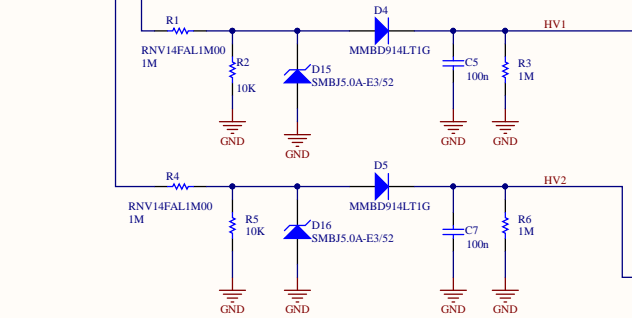 R1
RNV14FAL1M00
1M
R2
10K
D15
SMBJ5.0A-E3/52
D4
MMBD914LT1G
C5
100n
R3
1M
HV1
GND
GND
GND
GND
R4
RNV14FAL1M00
1M
R5
10K
D16
SMBJ5.0A-E3/52
D5
MMBD914LT1G
C7
100n
R6
1M
HV2
GND
GND
GND
GND